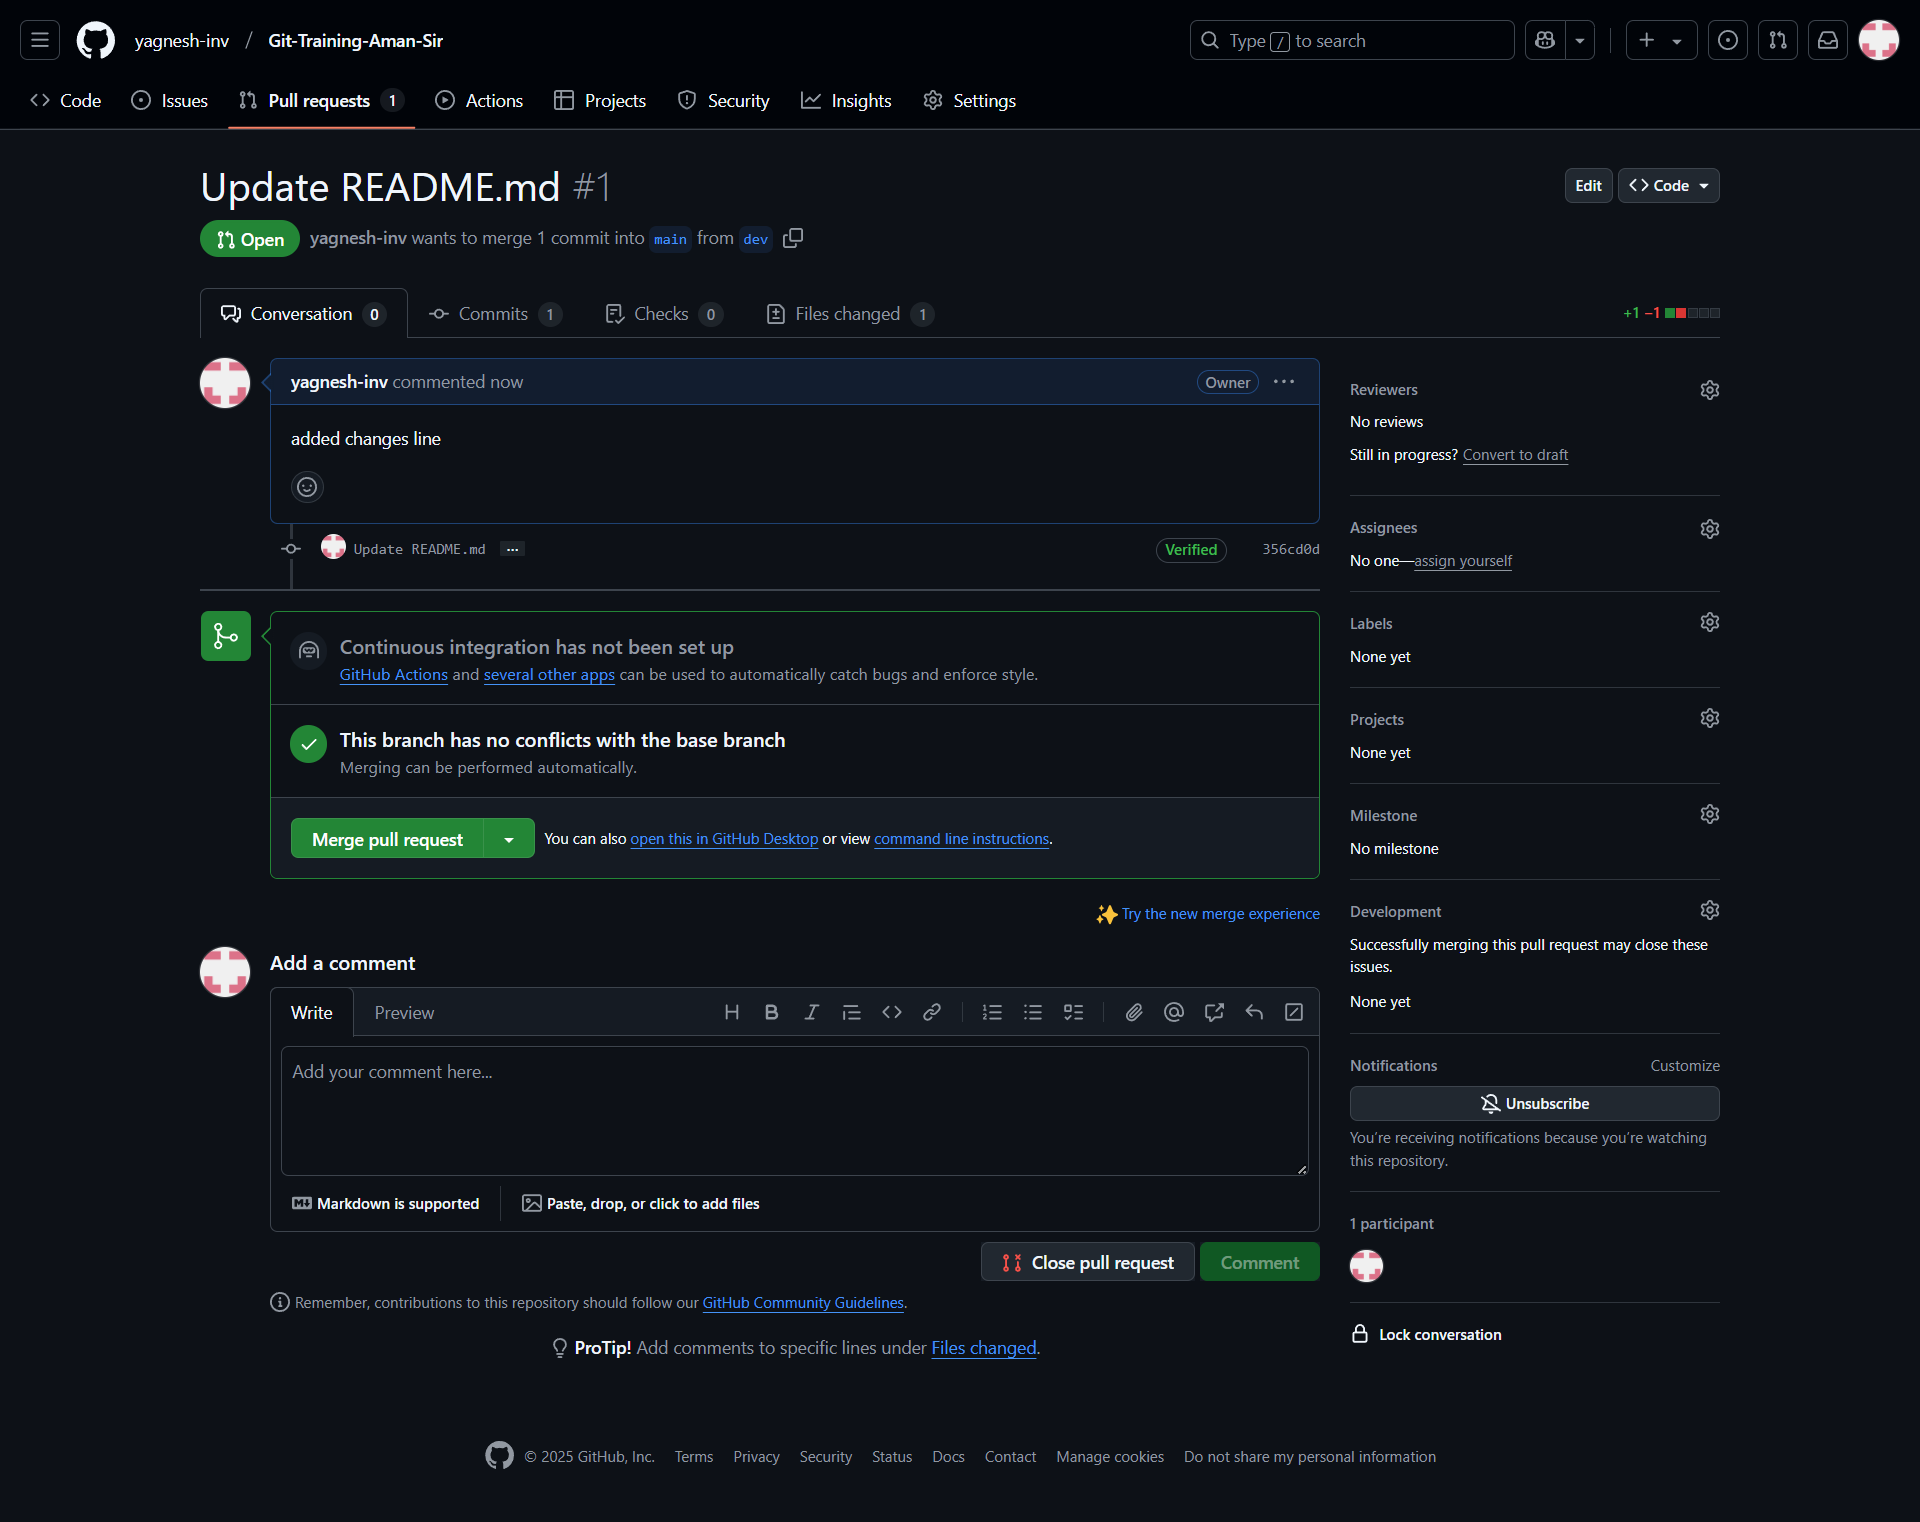 yagnesh-inv / Git-Training-Aman-Sir
Type / to search
Code Issues Pull requests 1 Actions Projects Security Insights Settings
Update README.md #1
Edit Code
Open yagnesh-inv wants to merge 1 commit into main from dev
Conversation 0 Commits 1 Checks 0 Files changed 1 +1 −1
yagnesh-inv commented now Owner
added changes line
Update README.md ... Verified 356cd0d
Continuous integration has not been set up
GitHub Actions and several other apps can be used to automatically catch bugs and enforce style.
This branch has no conflicts with the base branch
Merging can be performed automatically.
Merge pull request You can also open this in GitHub Desktop or view command line instructions.
Try the new merge experience
Add a comment
Write Preview
Add your comment here...
Markdown is supported Paste, drop, or click to add files
Close pull request Comment
Remember, contributions to this repository should follow our GitHub Community Guidelines.
ProTip! Add comments to specific lines under Files changed.
Reviewers
No reviews
Still in progress? Convert to draft
Assignees
No one—assign yourself
Labels
None yet
Projects
None yet
Milestone
No milestone
Development
Successfully merging this pull request may close these
issues.
None yet
Notifications Customize
Unsubscribe
You're receiving notifications because you're watching
this repository.
1 participant
Lock conversation
© 2025 GitHub, Inc. Terms Privacy Security Status Docs Contact Manage cookies Do not share my personal information